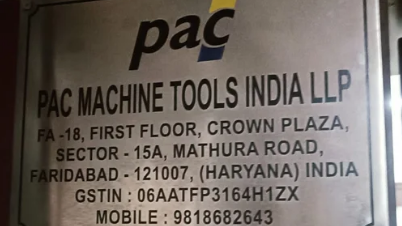 pac
PAC MACHINE TOOLS INDIA LLP
FA -18, FIRST FLOOR, CROWN PLAZA,
SECTOR - 15A, MATHURA ROAD,
FARIDABAD - 121007, (HARYANA) INDIA
GSTIN : 06AATFP3164H1ZX
MOBILE : 9818682643